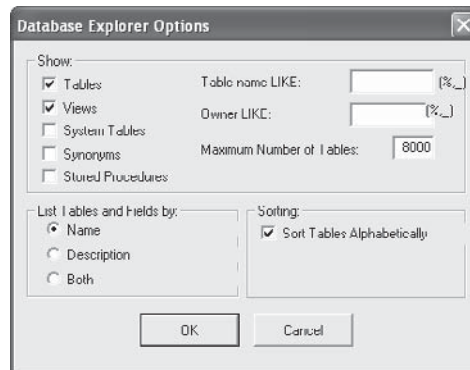 Database Explorer Options
Show:
Tables
Views
System Tables
Synonyms
Stored Procedures
Table name LIKE: (%,_)
Owner LIKE: (%,_)
Maximum Number of Tables: 8000
List Tables and Fields by:
Name
Description
Both
Sorting:
Sort Tables Alphabetically
OK
Cancel